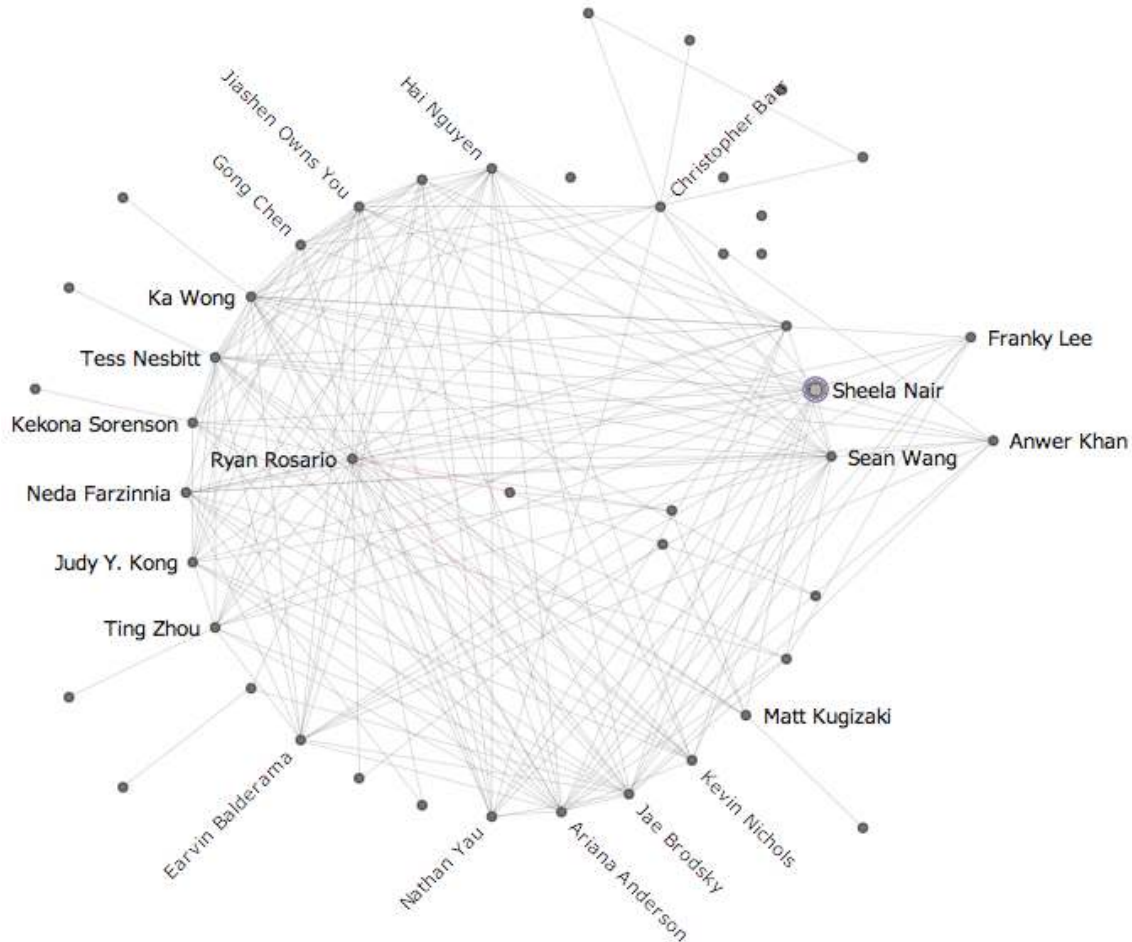 Hai Nguyen
Jiashen Owns You
Christopher Barr
Gong Chen
Ka Wong
Franky Lee
Tess Nesbitt
Sheela Nair
Kekona Sorenson
Anwer Khan
Ryan Rosario
Sean Wang
Neda Farzinnia
Judy Y. Kong
Ting Zhou
Matt Kugizaki
Earvin Balderama
Kevin Nichols
Nathan Yau
Jae Brodsky
Ariana Anderson